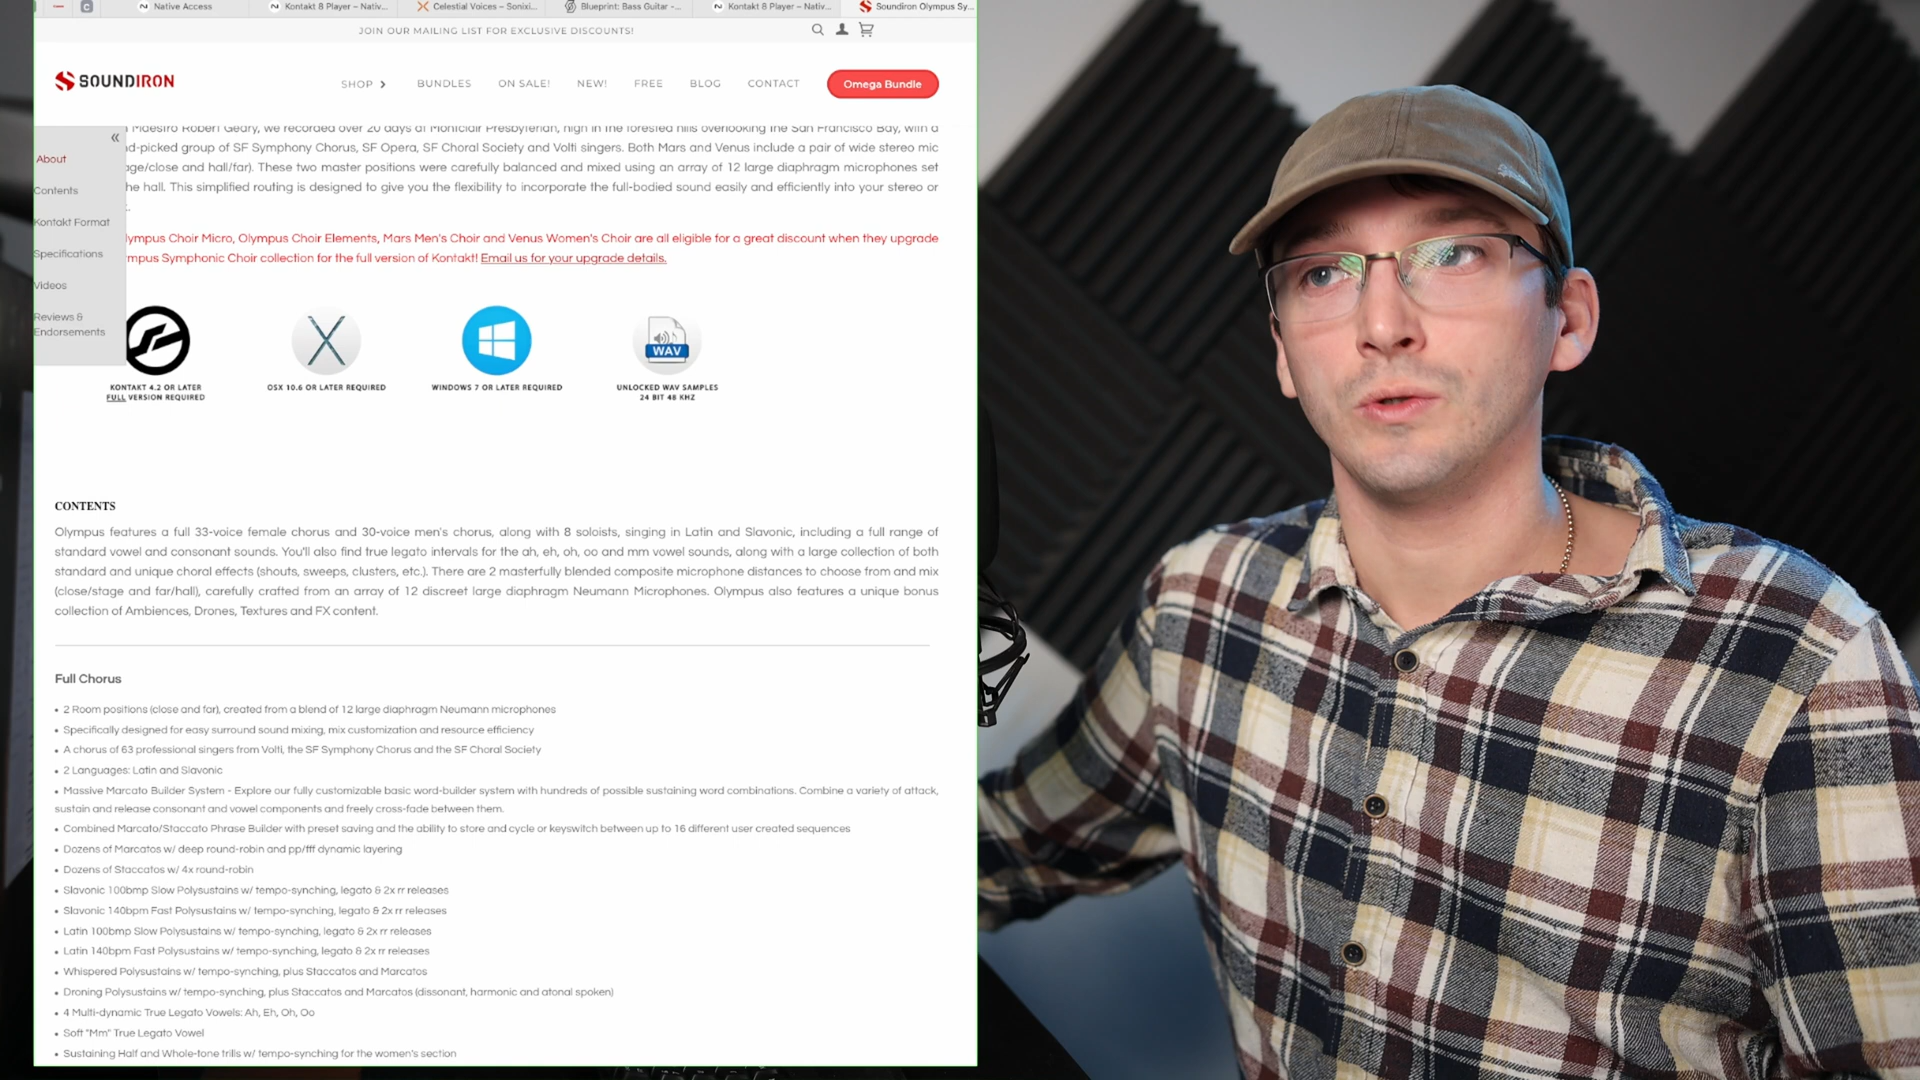 Native Access
Kontakt 8 Player – Nativ...
Celestial Voices – Sonixi...
Blueprint: Bass Guitar –...
Kontakt 8 Player – Nativ...
Soundiron Olympus Sy...
JOIN OUR MAILING LIST FOR EXCLUSIVE DISCOUNTS!
SOUNDIRON
SHOP
BUNDLES
ON SALE!
NEW!
FREE
BLOG
CONTACT
Omega Bundle
«
About
Contents
Kontakt Format
Specifications
Videos
Reviews &
Endorsements
Maestro Robert Geary, we recorded over 20 days at Montclair Presbyterian, high in the forested hills overlooking the San Francisco Bay, with a
d-picked group of SF Symphony Chorus, SF Opera, SF Choral Society and Volti singers. Both Mars and Venus include a pair of wide stereo mic
age/close and hall/far). These two master positions were carefully balanced and mixed using an array of 12 large diaphragm microphones set
he hall. This simplified routing is designed to give you the flexibility to incorporate the full-bodied sound easily and efficiently into your stereo or
lympus Choir Micro, Olympus Choir Elements, Mars Men's Choir and Venus Women's Choir are all eligible for a great discount when they upgrade
mpus Symphonic Choir collection for the full version of Kontakt! Email us for your upgrade details.
WAV
KONTAKT 4.2 OR LATER
FULL VERSION REQUIRED
OSX 10.6 OR LATER REQUIRED
WINDOWS 7 OR LATER REQUIRED
UNLOCKED WAV SAMPLES
24 BIT 48 KHZ
CONTENTS
Olympus features a full 33-voice female chorus and 30-voice men's chorus, along with 8 soloists, singing in Latin and Slavonic, including a full range of
standard vowel and consonant sounds. You'll also find true legato intervals for the ah, eh, oh, oo and mm vowel sounds, along with a large collection of both
standard and unique choral effects (shouts, sweeps, clusters, etc.). There are 2 masterfully blended composite microphone distances to choose from and mix
(close/stage and far/hall), carefully crafted from an array of 12 discreet large diaphragm Neumann Microphones. Olympus also features a unique bonus
collection of Ambiences, Drones, Textures and FX content.
Full Chorus
• 2 Room positions (close and far), created from a blend of 12 large diaphragm Neumann microphones
• Specifically designed for easy surround sound mixing, mix customization and resource efficiency
• A chorus of 63 professional singers from Volti, the SF Symphony Chorus and the SF Choral Society
• 2 Languages: Latin and Slavonic
• Massive Marcato Builder System - Explore our fully customizable basic word-builder system with hundreds of possible sustaining word combinations. Combine a variety of attack,
sustain and release consonant and vowel components and freely cross-fade between them.
• Combined Marcato/Staccato Phrase Builder with preset saving and the ability to store and cycle or keyswitch between up to 16 different user created sequences
• Dozens of Marcatos w/ deep round-robin and pp/fff dynamic layering
• Dozens of Staccatos w/ 4x round-robin
• Slavonic 100bmp Slow Polysustains w/ tempo-synching, legato & 2x rr releases
• Slavonic 140bpm Fast Polysustains w/ tempo-synching, legato & 2x rr releases
• Latin 100bmp Slow Polysustains w/ tempo-synching, legato & 2x rr releases
• Latin 140bpm Fast Polysustains w/ tempo-synching, legato & 2x rr releases
• Whispered Polysustains w/ tempo-synching, plus Staccatos and Marcatos
• Droning Polysustains w/ tempo-synching, plus Staccatos and Marcatos (dissonant, harmonic and atonal spoken)
• 4 Multi-dynamic True Legato Vowels: Ah, Eh, Oh, Oo
• Soft "Mm" True Legato Vowel
• Sustaining Half and Whole-tone trills w/ tempo-synching for the women's section